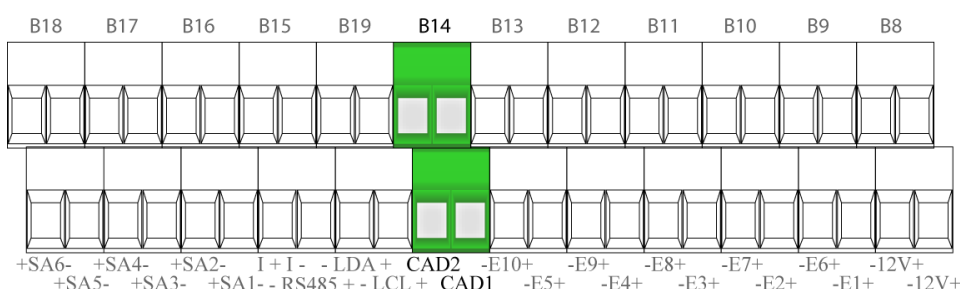 B18 B17 B16 B15 B19 B14 B13 B12 B11 B10 B9 B8
+SA6- +SA4- +SA2- I + I - - LDA + CAD2 -E10+ -E9+ -E8+ -E7+ -E6+ -12V+
+SA5- +SA3- +SA1- - RS485 + - LCL + CAD1 -E5+ -E4+ -E3+ -E2+ -E1+ -12V+